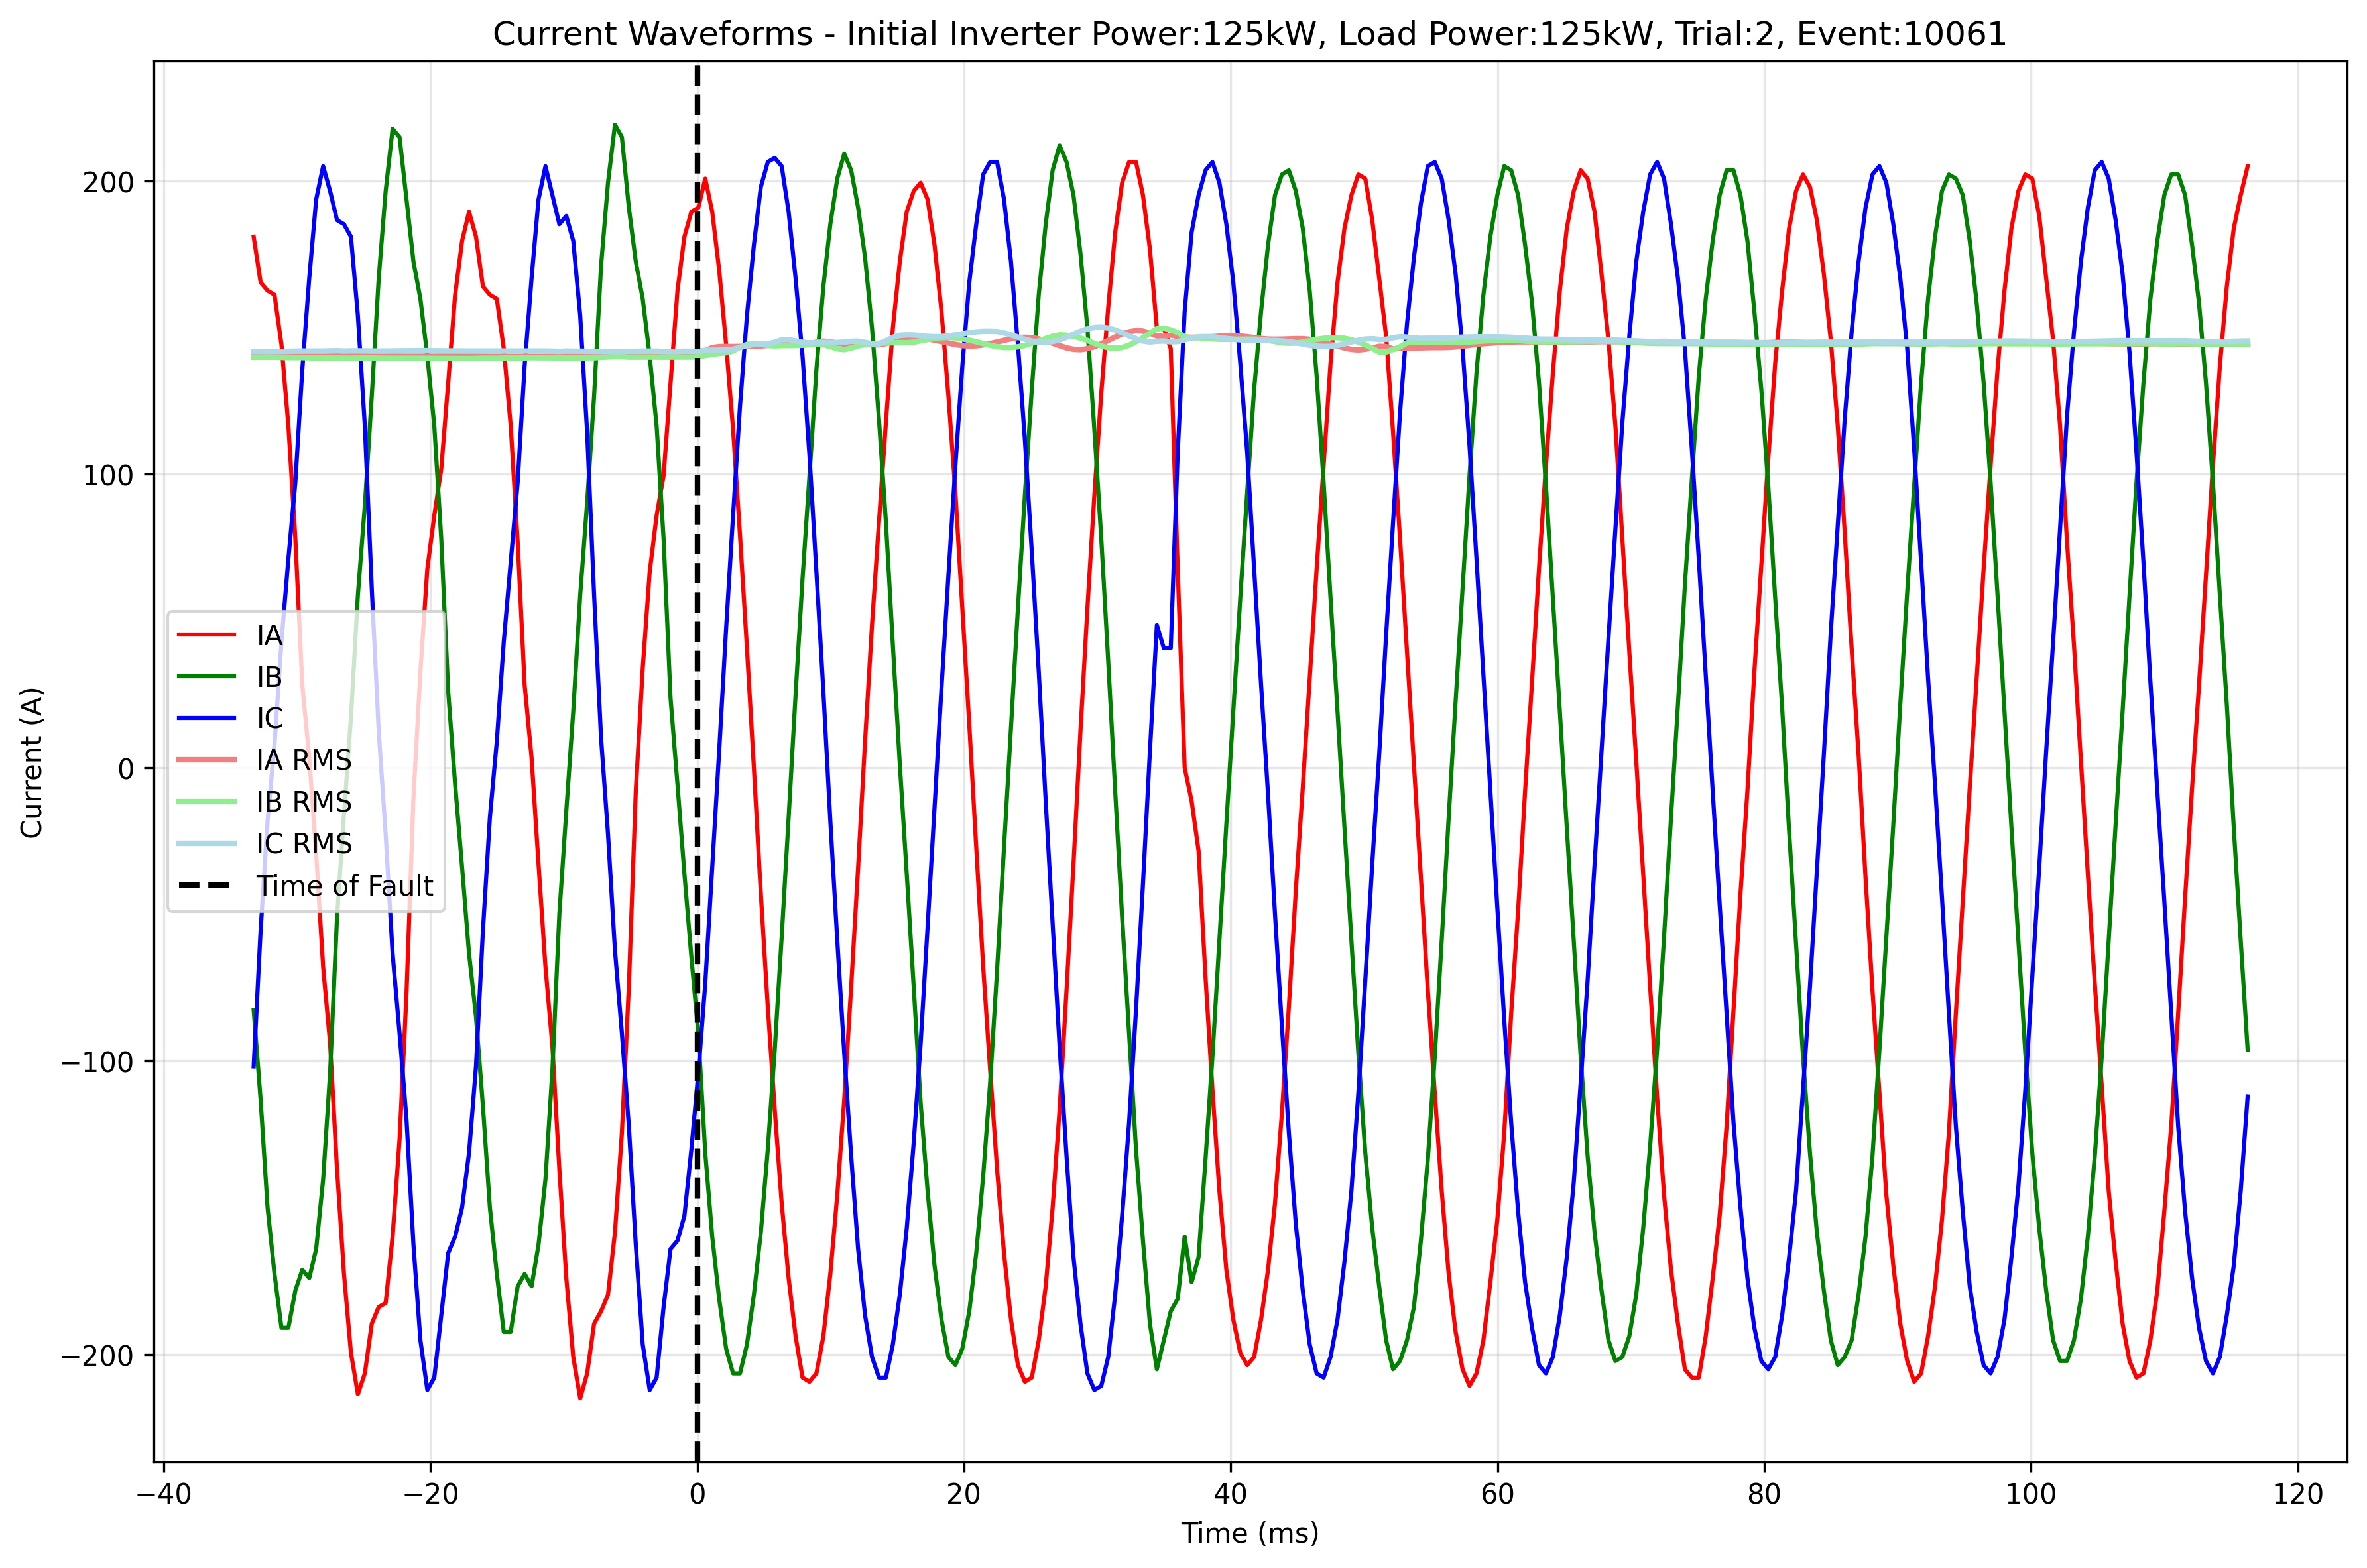 Current Waveforms - Initial Inverter Power:125kW, Load Power:125kW, Trial:2, Event:10061
Current (A)
200
100
0
−100
−200
IA
IB
IC
IA RMS
IB RMS
IC RMS
Time of Fault
−40
−20
0
20
40
60
80
100
120
Time (ms)